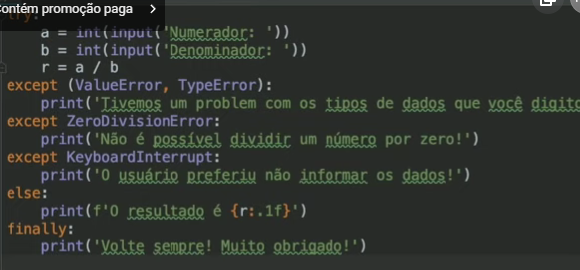 Contém promoção paga >
try:
    a = int(input('Numerador: '))
    b = int(input('Denominador: '))
    r = a / b
except (ValueError, TypeError):
    print('Tivemos um problem com os tipos de dados que você digito
except ZeroDivisionError:
    print('Não é possível dividir um número por zero!')
except KeyboardInterrupt:
    print('O usuário preferiu não informar os dados!')
else:
    print(f'O resultado é {r:.1f}')
finally:
    print('Volte sempre! Muito obrigado!')